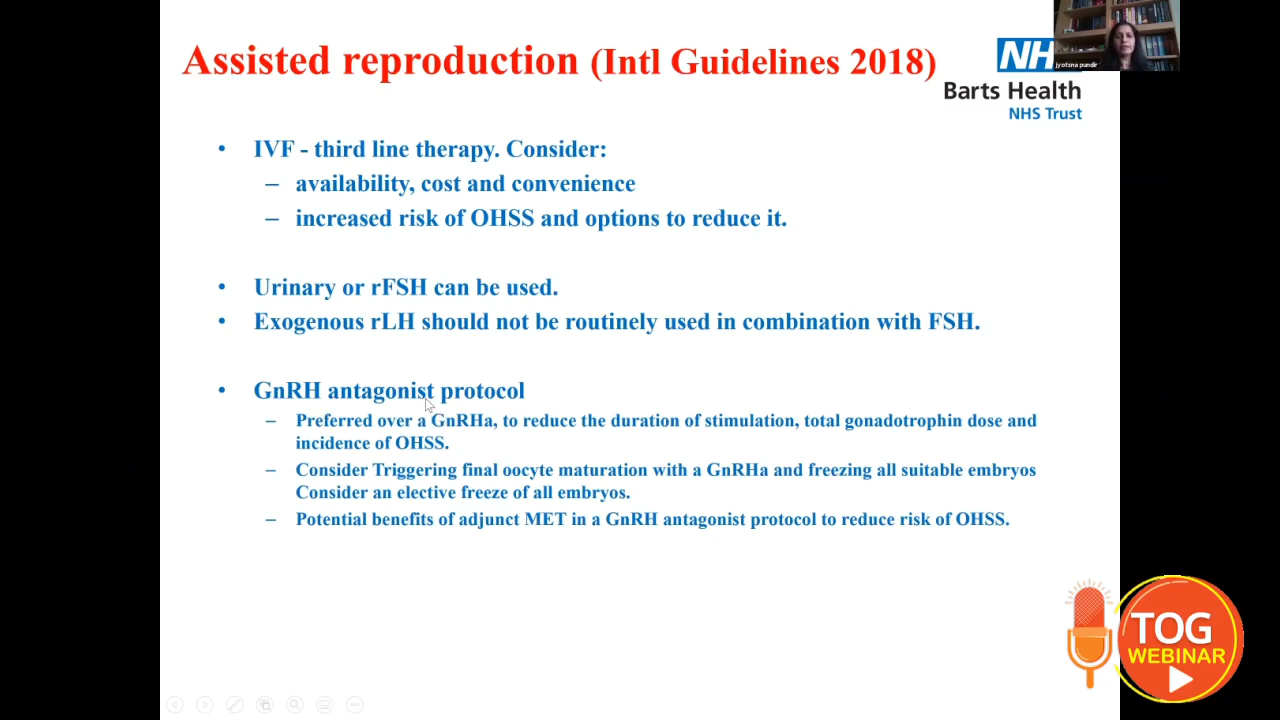 Assisted reproduction (Intl Guidelines 2018)
NH
jyotsna pundir
Barts Health
NHS Trust
• IVF - third line therapy. Consider:
– availability, cost and convenience
– increased risk of OHSS and options to reduce it.
• Urinary or rFSH can be used.
• Exogenous rLH should not be routinely used in combination with FSH.
• GnRH antagonist protocol
– Preferred over a GnRHa, to reduce the duration of stimulation, total gonadotrophin dose and
incidence of OHSS.
– Consider Triggering final oocyte maturation with a GnRHa and freezing all suitable embryos
Consider an elective freeze of all embryos.
– Potential benefits of adjunct MET in a GnRH antagonist protocol to reduce risk of OHSS.
TOG
WEBINAR